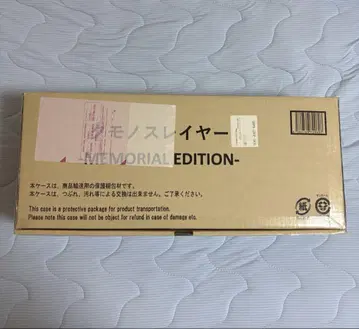 クモノスレイヤー
-MEMORIAL EDITION-
本ケースは、商品輸送用の保護梱包材です。
本ケースは、つぶれ、汚れ等による交換は出来ません。ご了承ください。
This case is a protective package for product transportation.
Please note this case will not be object for refund in case of damage etc.
紙